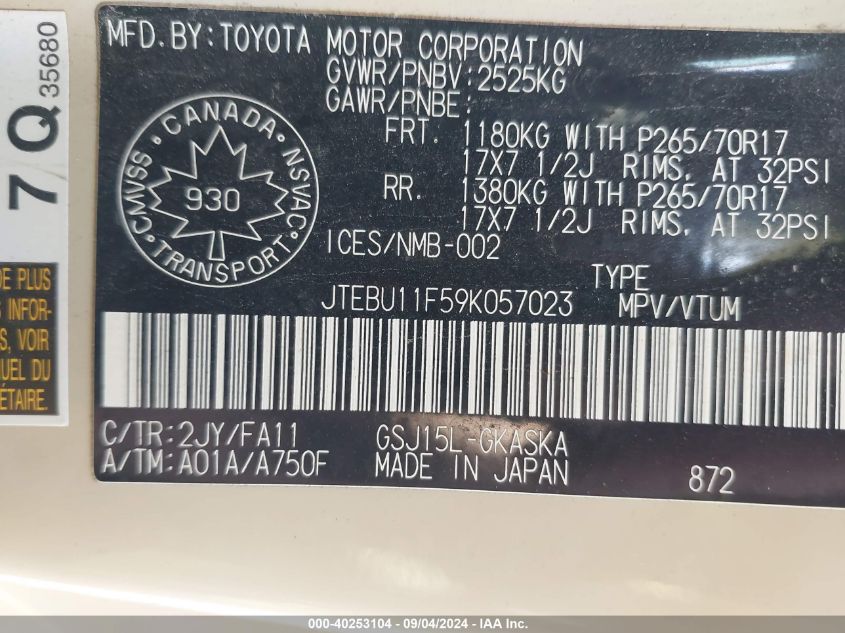 MFD. BY: TOYOTA MOTOR CORPORATION
GVWR/PNBV: 2525KG
GAWR/PNBE:
FRT. 1180KG WITH P265/70R17
17X7 1/2J RIMS. AT 32PSI
RR. 1380KG WITH P265/70R17
17X7 1/2J RIMS. AT 32PSI
CANADA
CMVSS 930 NSVAC
TRANSPORT
ICES/NMB-002
TYPE
JTEBU11F59K057023 MPV/VTUM
C/TR: 2JY/FA11 GSJ15L-GKASKA
A/TM: A01A/A750F MADE IN JAPAN
872
7 Q 35680
DE PLUS
INFOR-
S, VOIR
UEL DU
ÉTAIRE.
000-40253104 - 09/04/2024 - IAA Inc.